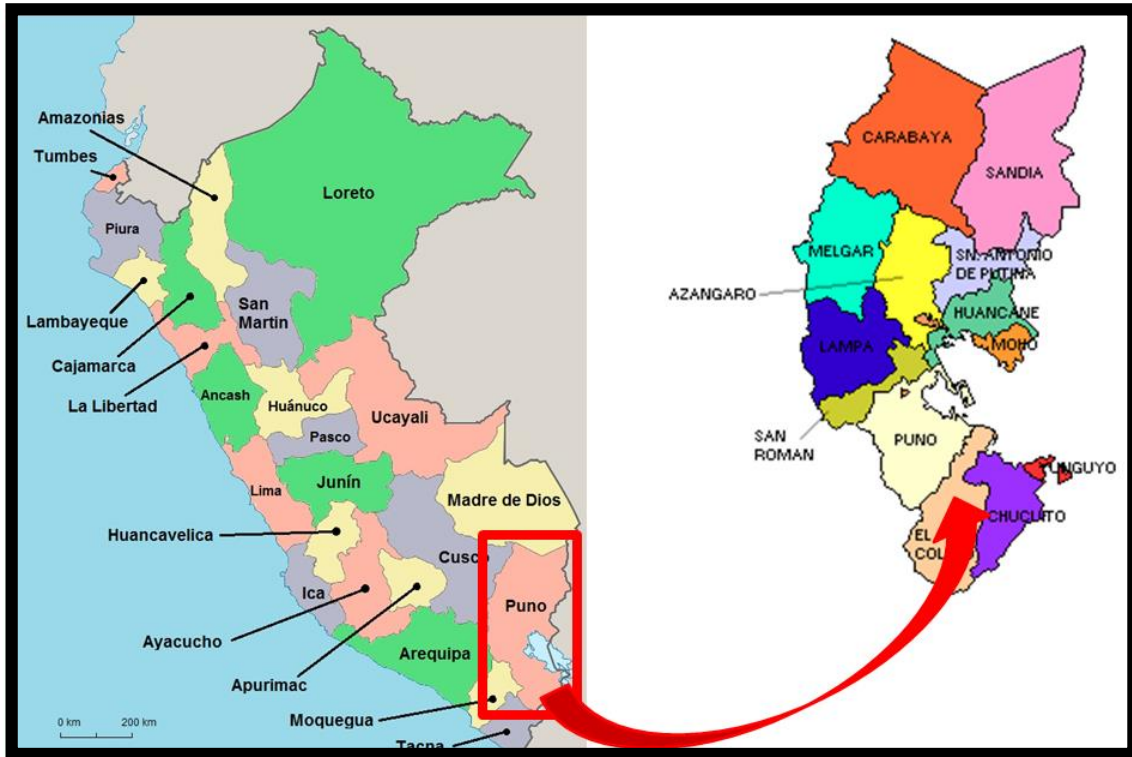 Amazonias
Tumbes
Loreto
Piura
San
Martin
Lambayeque
Cajamarca
La Libertad
Ancash
Huánuco
Ucayali
Pasco
Lima
Junín
Madre de Dios
Huancavelica
Cusco
Ica
Puno
Ayacucho
Arequipa
Apurimac
Moquegua
Tacna
0 km
200 km
CARABAYA
SANDIA
MELGAR
SN. ANTONIO
DE PUTINA
AZANGARO
HUANCANE
LAMPA
MOHO
SAN
ROMAN
PUNO
UNGUYO
CHUCUITO
EL
COL